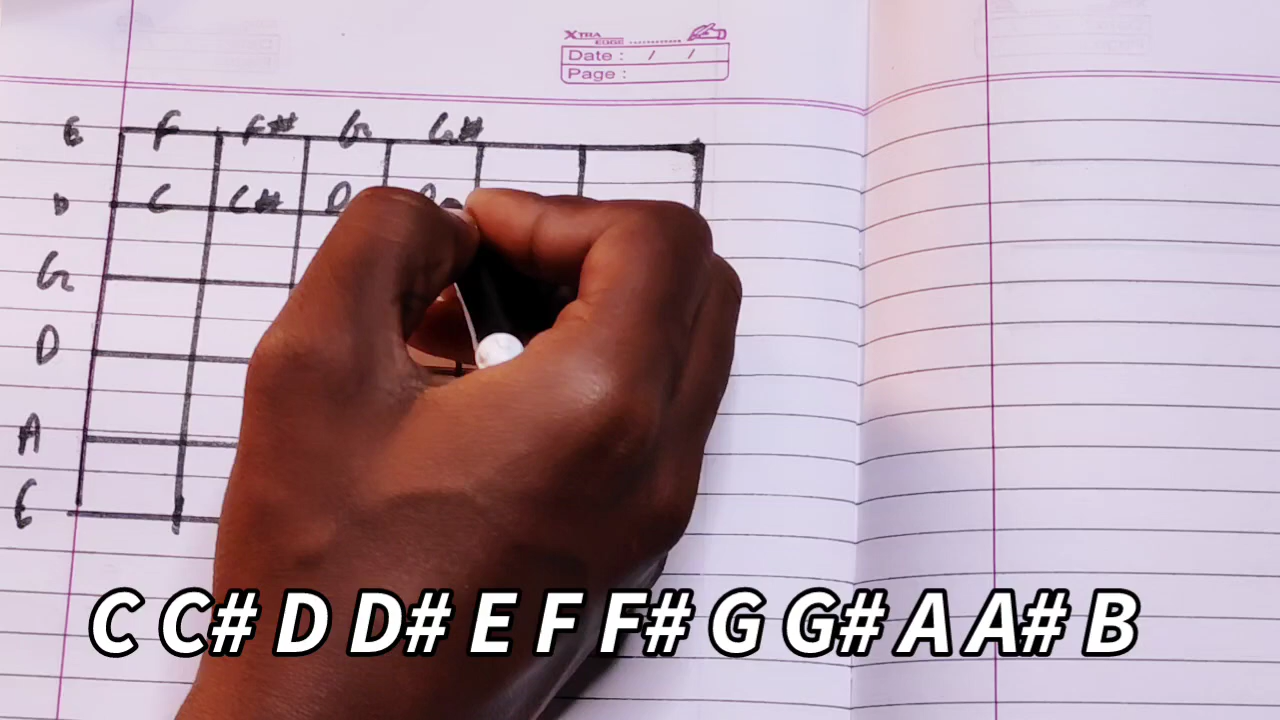 XTRA EDGE
Date : / /
Page :
E F F# G G#
B C C# D
G
D
A
E
C C# D D# E F F# G G# A A# B